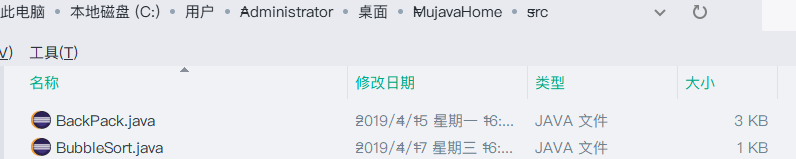 此电脑 • 本地磁盘 (C:) • 用户 • Administrator • 桌面 • MujavaHome • src
V) 工具(T)
名称 修改日期 类型 大小
BackPack.java 2019/4/15 星期一 16:... JAVA 文件 3 KB
BubbleSort.java 2019/4/17 星期三 16:... JAVA 文件 1 KB